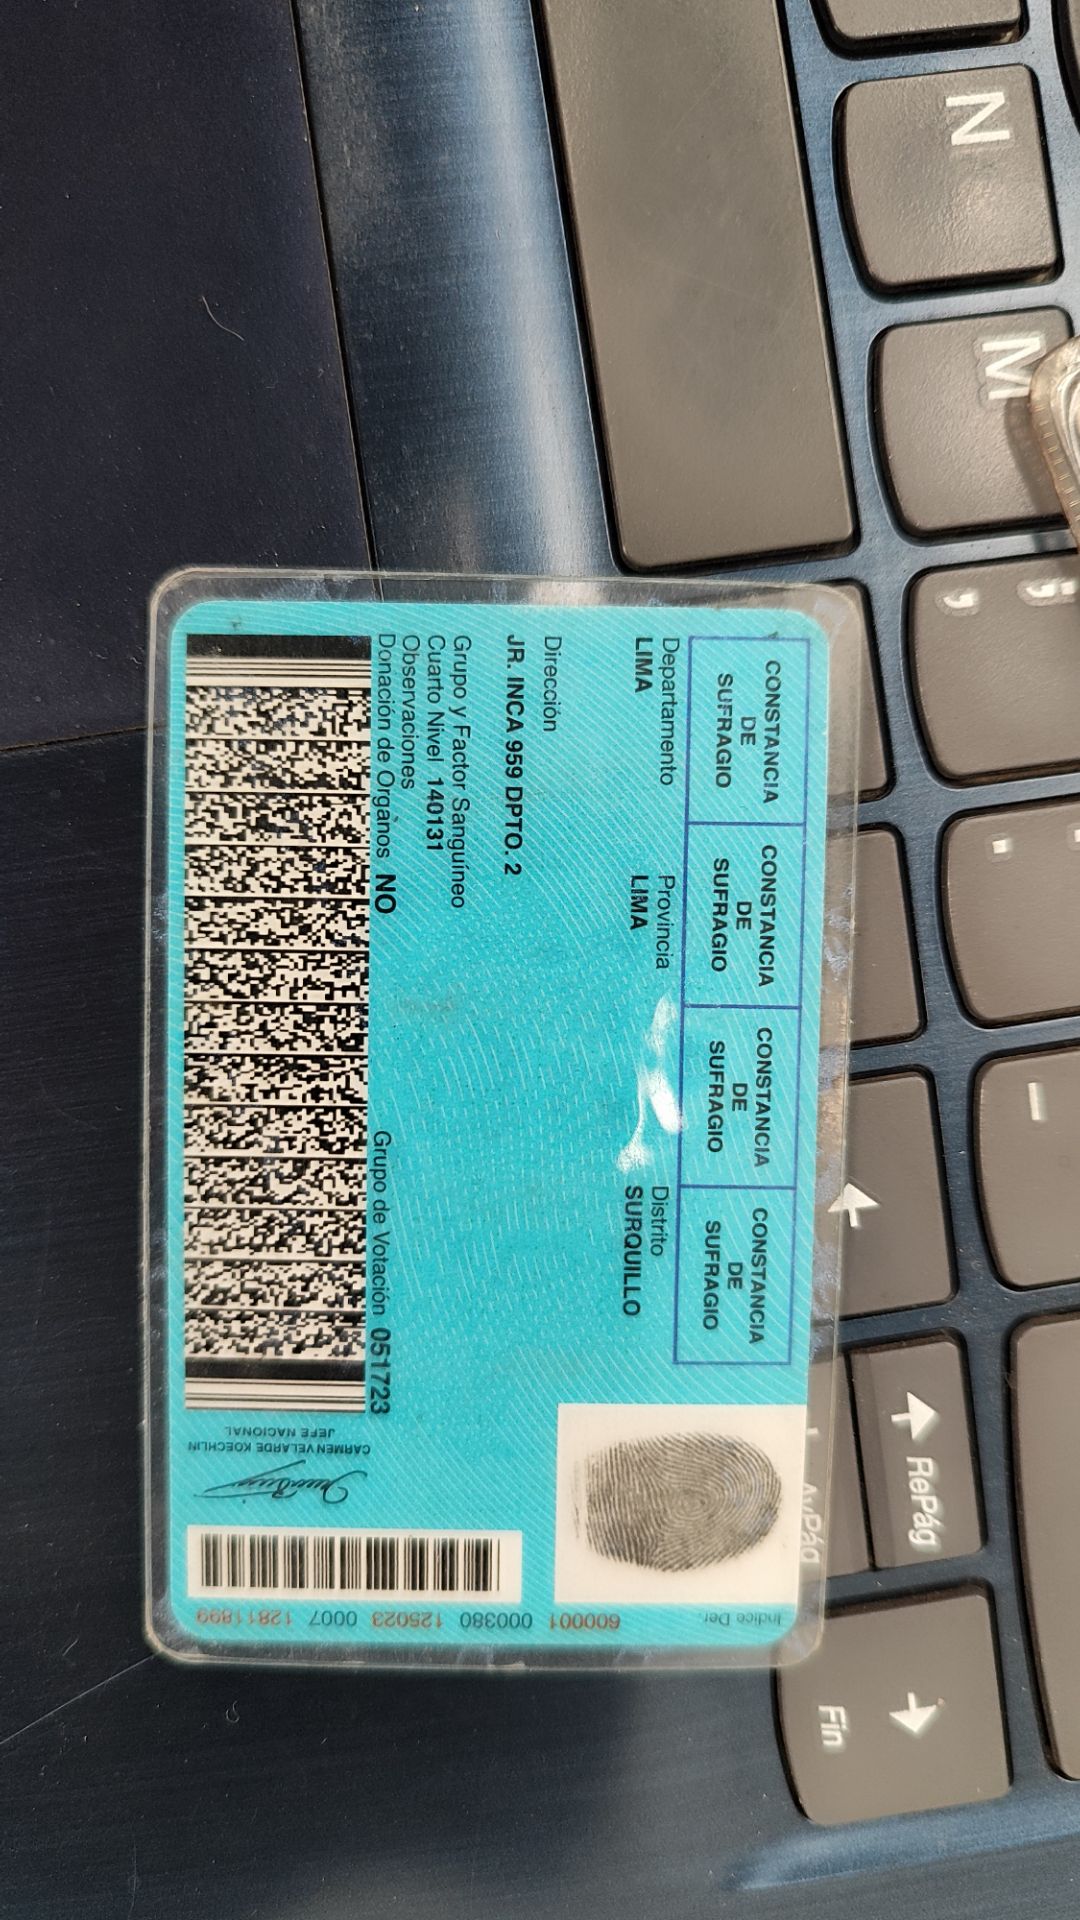 CONSTANCIA
DE
SUFRAGIO
CONSTANCIA
DE
SUFRAGIO
CONSTANCIA
DE
SUFRAGIO
CONSTANCIA
DE
SUFRAGIO
Departamento Provincia Distrito
LIMA LIMA SURQUILLO
Dirección
JR. INCA 959 DPTO. 2
Grupo y Factor Sanguíneo
Cuarto Nivel 140131
Observaciones
Donación de Organos NO Grupo de Votación 051723
Indice Der.
600001 000380 125023 0007 12811899
CARMEN VELARDE KOECHLIN
JEFE NACIONAL
N
M
;
,
.
-
RePág
AvPág
Fin